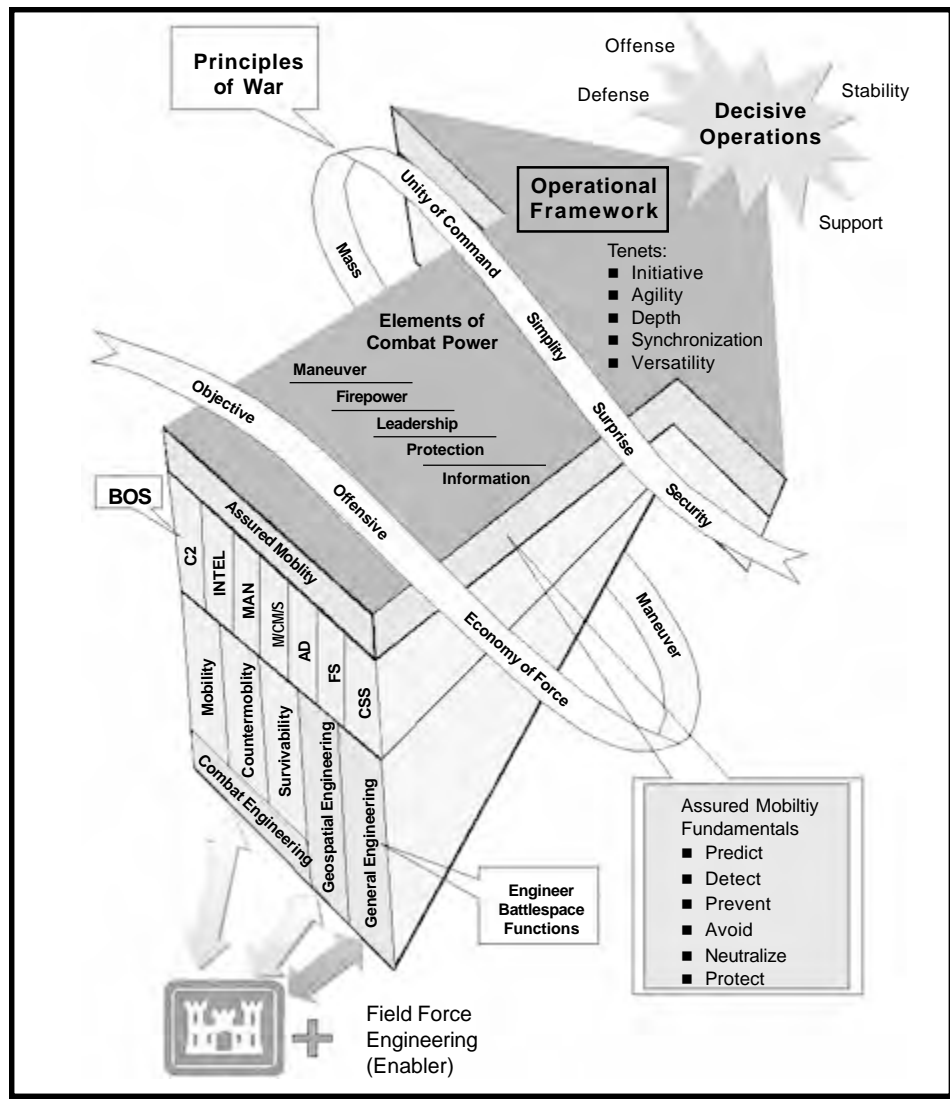 Principles
of War
Offense
Defense
Stability
Decisive
Operations
Support
Operational
Framework
Tenets:
■ Initiative
■ Agility
■ Depth
■ Synchronization
■ Versatility
Mass
Unity of Command
Simplity
Surprise
Security
Elements of
Combat Power
Maneuver
Firepower
Leadership
Protection
Information
Objective
Offensive
Economy of Force
Maneuver
BOS
Assured Moblity
C2
INTEL
MAN
M/CM/S
AD
FS
CSS
Mobility
Countermoblity
Survivability
Geospatial Engineering
General Engineering
Combat Engineering
Engineer
Battlespace
Functions
Assured Mobiltiy
Fundamentals
■ Predict
■ Detect
■ Prevent
■ Avoid
■ Neutralize
■ Protect
Field Force
Engineering
(Enabler)